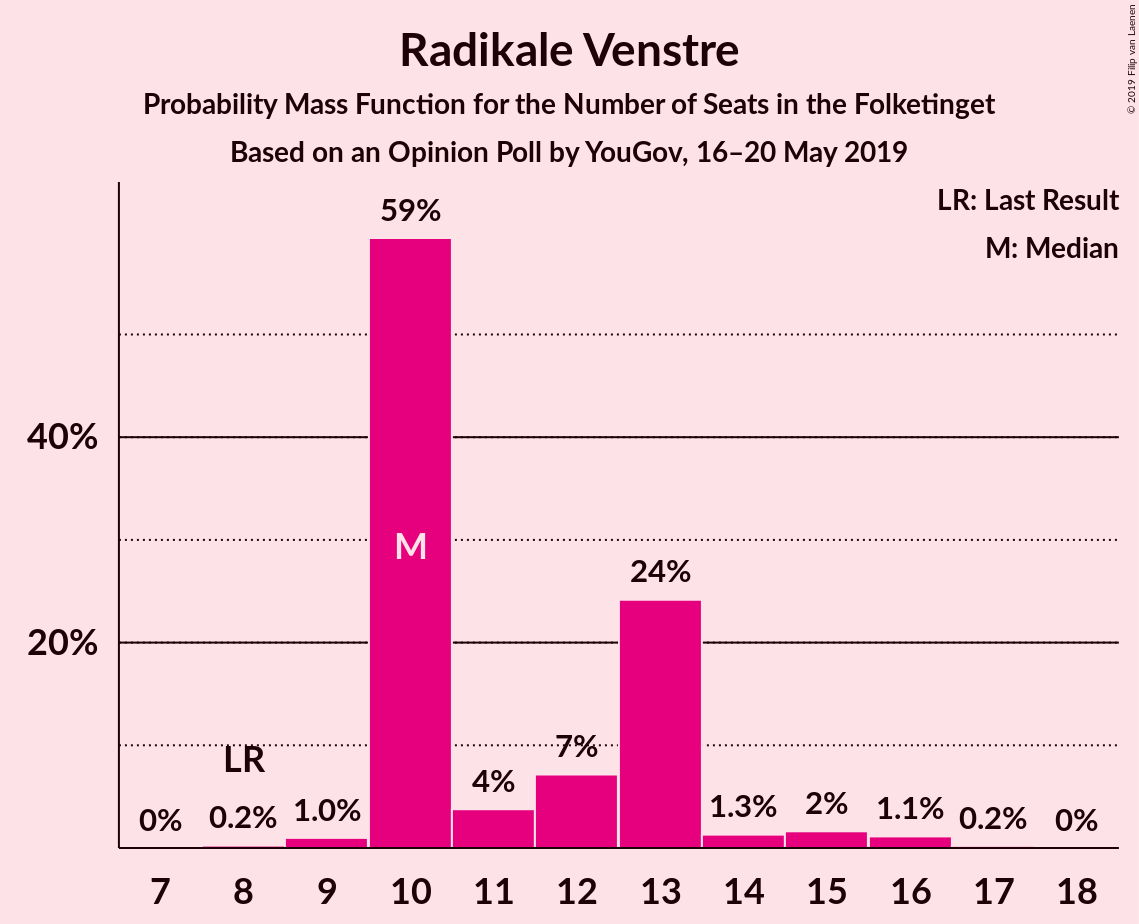 Radikale Venstre
Probability Mass Function for the Number of Seats in the Folketinget
Based on an Opinion Poll by YouGov, 16–20 May 2019
© 2019 Filip van Laenen
LR: Last Result
M: Median
59%
40%
M
24%
20%
7%
LR
4%
0%
0.2%
1.0%
1.3%
2%
1.1%
0.2%
0%
7 8 9 10 11 12 13 14 15 16 17 18